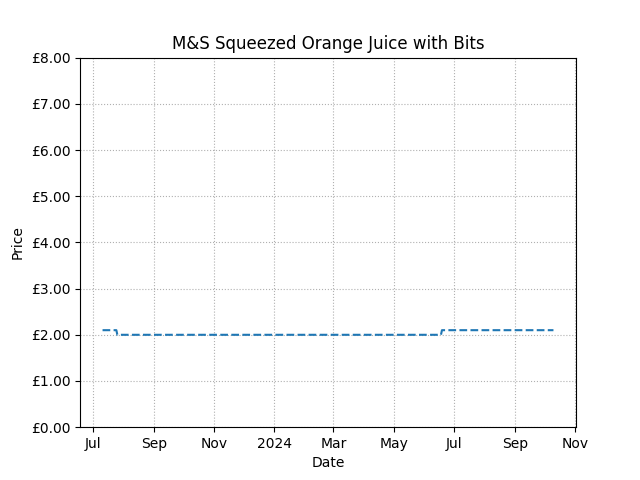 M&S Squeezed Orange Juice with Bits
£8.00
£7.00
£6.00
£5.00
£4.00
£3.00
£2.00
£1.00
£0.00
Price
Jul Sep Nov 2024 Mar May Jul Sep Nov
Date